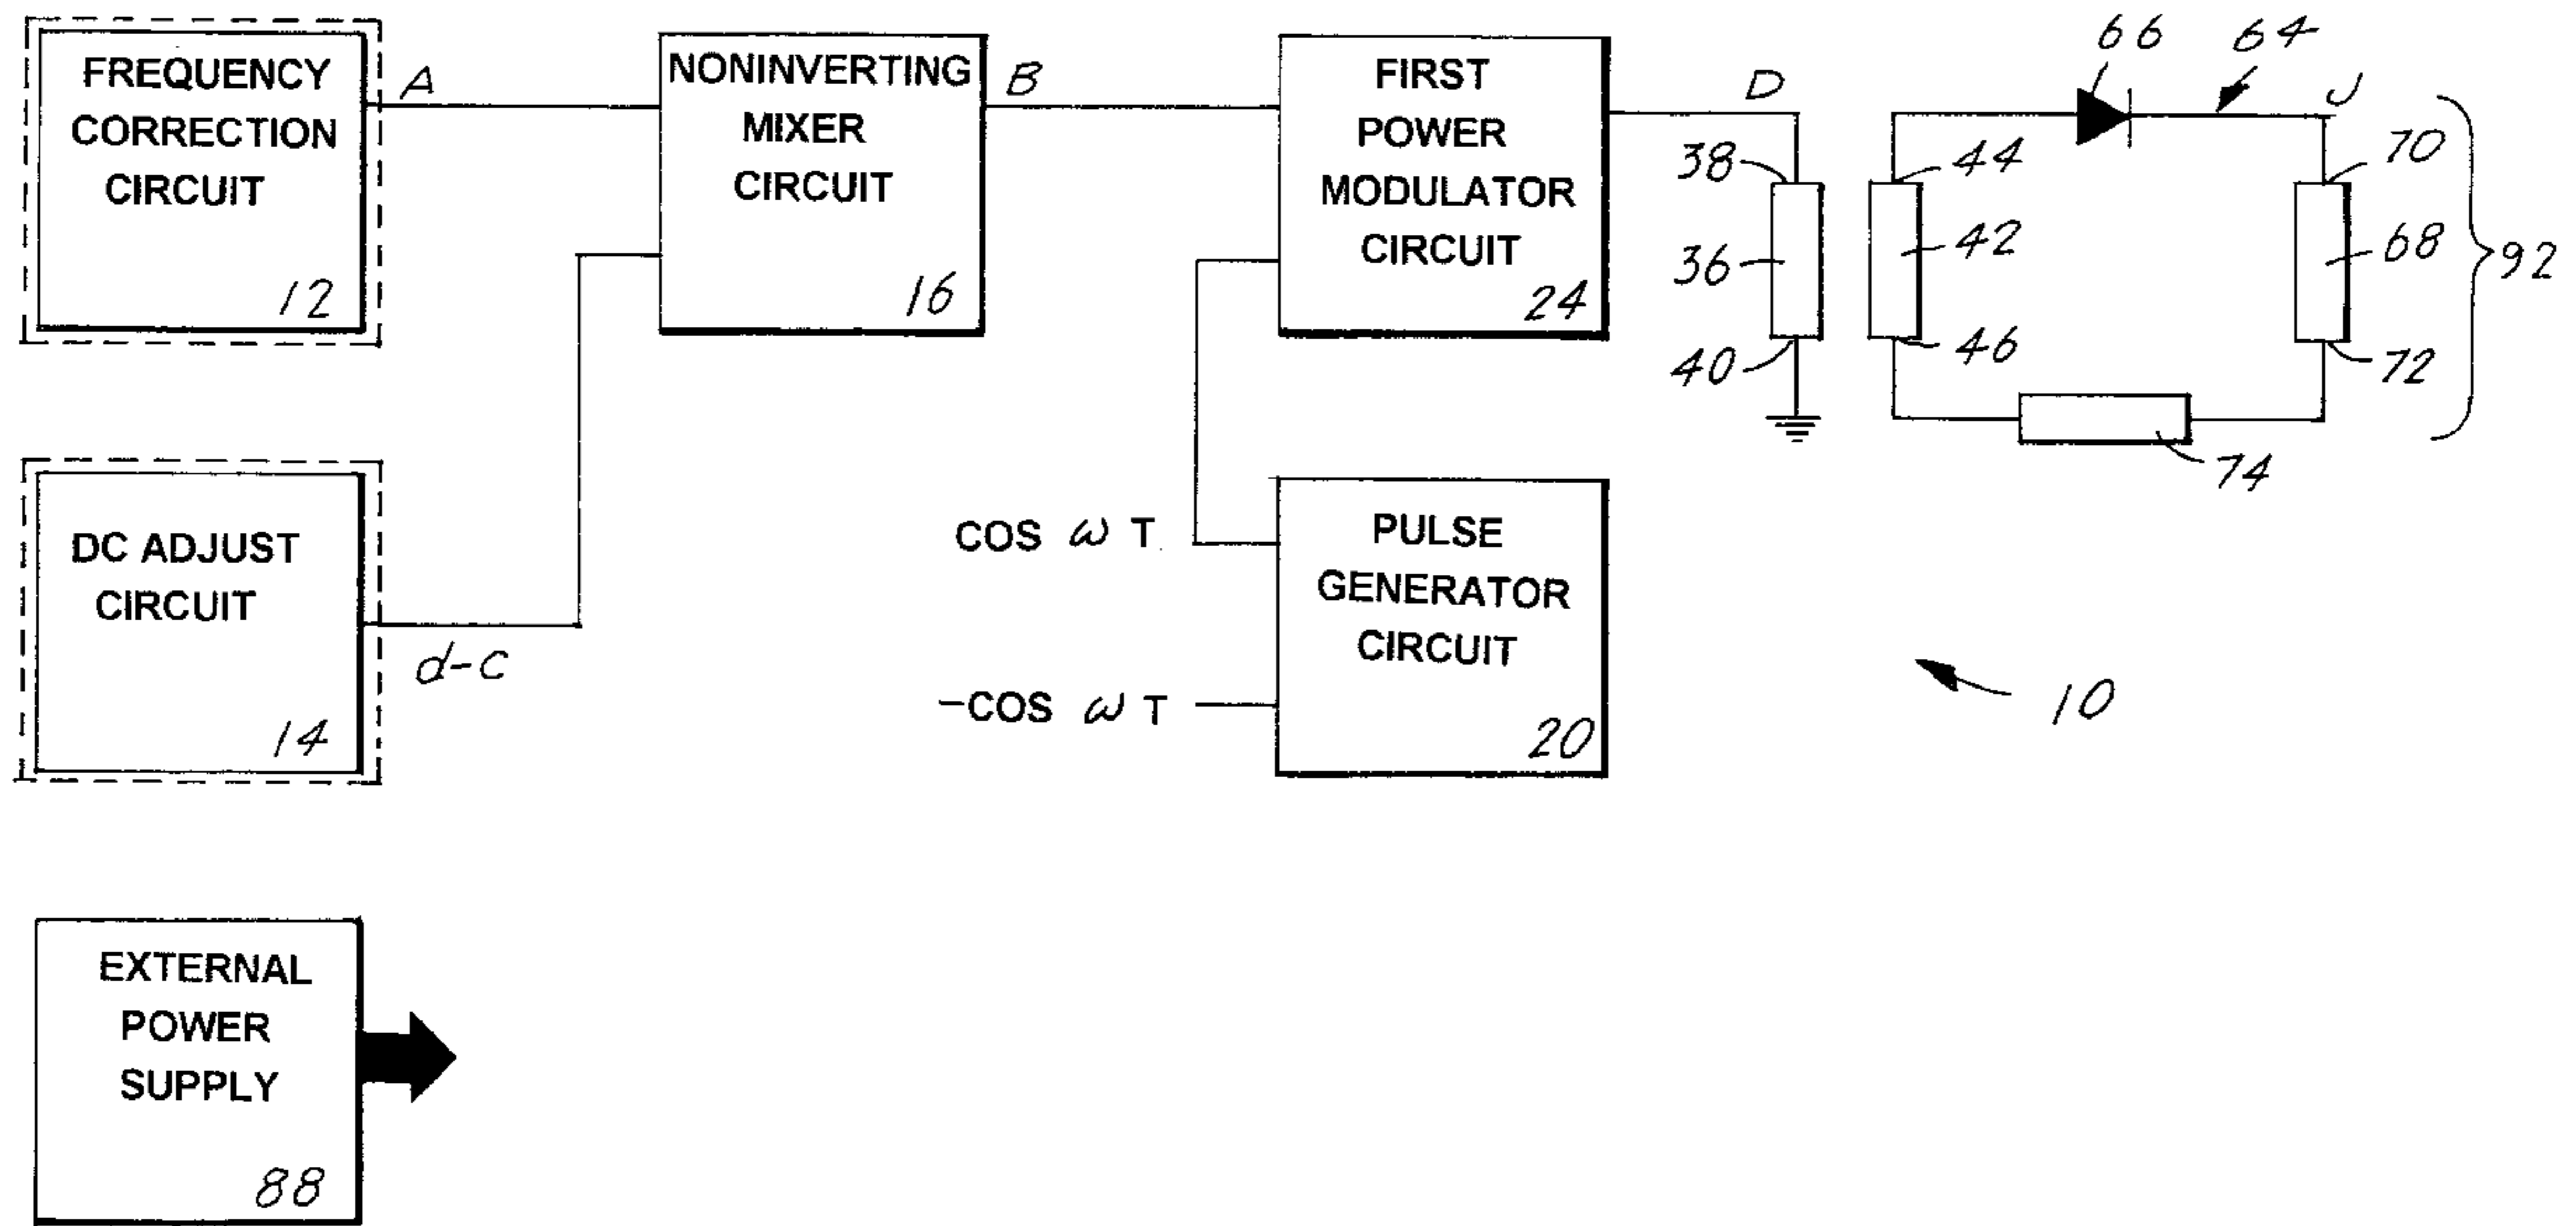 FREQUENCY
CORRECTION
CIRCUIT
12
A
NONINVERTING
MIXER
CIRCUIT
16
B
FIRST
POWER
MODULATOR
CIRCUIT
24
D
38
36
40
44
42
46
66
64
J
70
68
72
92
74
DC ADJUST
CIRCUIT
14
d-c
COS ω T
-COS ω T
PULSE
GENERATOR
CIRCUIT
20
10
EXTERNAL
POWER
SUPPLY
88